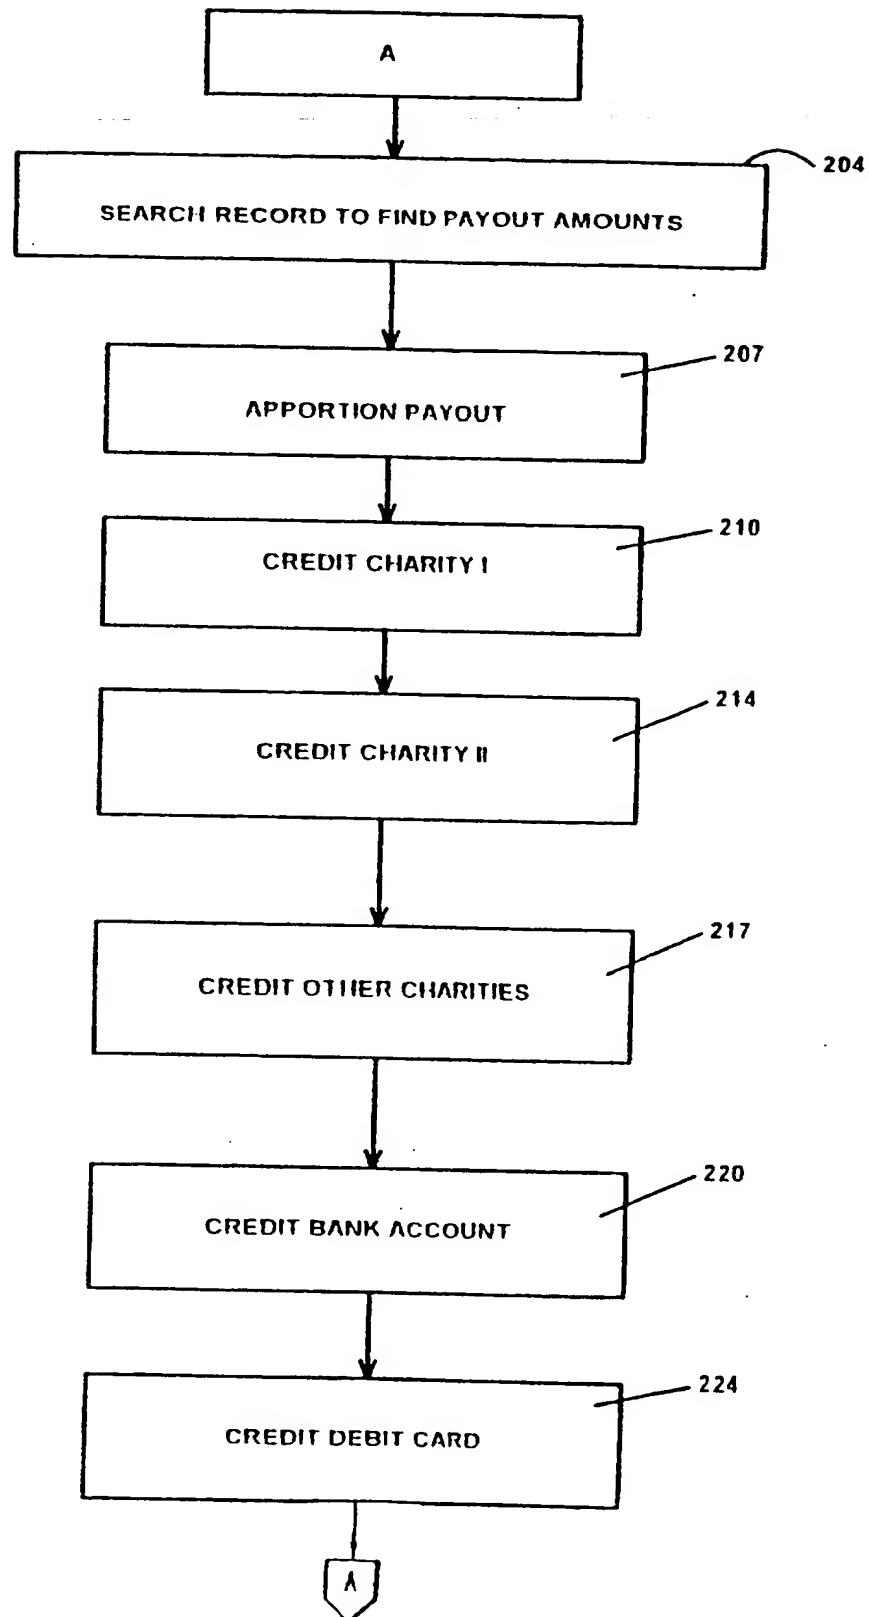 A
204
SEARCH RECORD TO FIND PAYOUT AMOUNTS
207
APPORTION PAYOUT
210
CREDIT CHARITY I
214
CREDIT CHARITY II
217
CREDIT OTHER CHARITIES
220
CREDIT BANK ACCOUNT
224
CREDIT DEBIT CARD
A